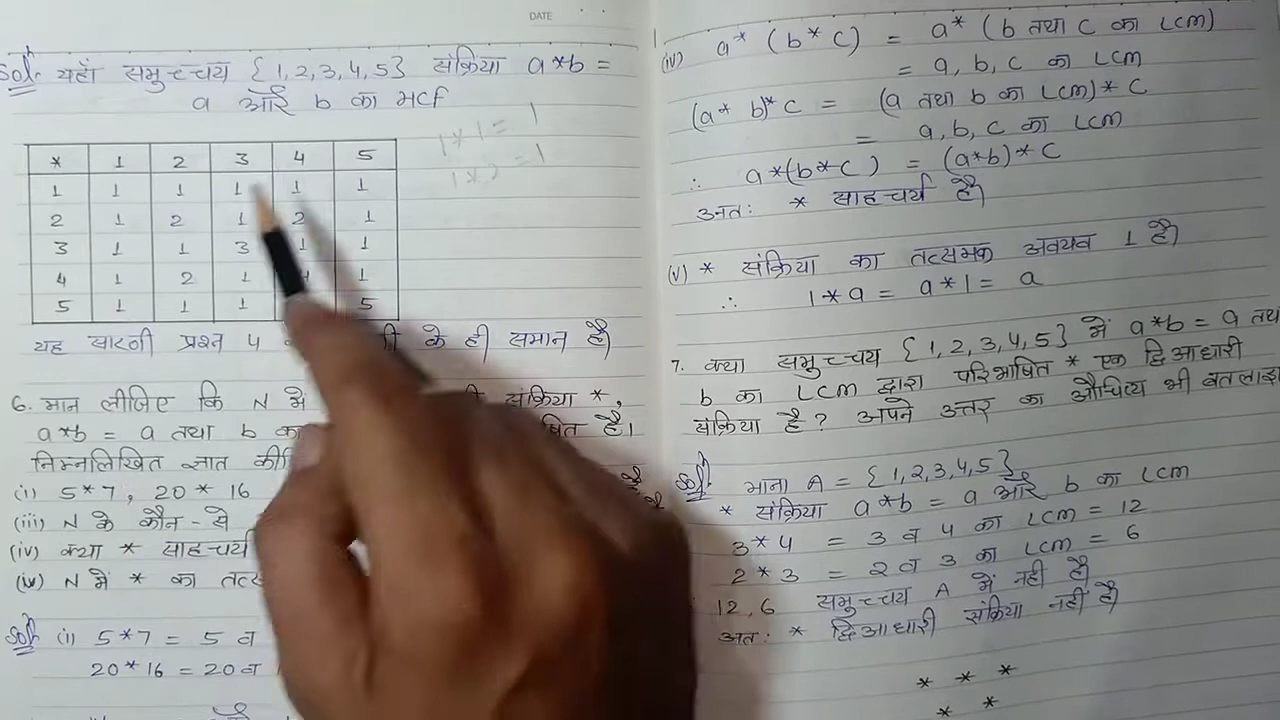 DATE
Sol:- यहाँ समुच्चय {1,2,3,4,5} संक्रिया a*b =
a और b का HCF
1*1 = 1
1*2 = 1
* 1 2 3 4 5
1 1 1 1 1 1
2 1 2 1 2 1
3 1 1 3 1 1
4 1 2 1 4 1
5 1 1 1 5
यह सारणी प्रश्न 4 के ही समान है।
6. मान लीजिए कि N में संक्रिया *,
a*b = a तथा b का है।
निम्नलिखित ज्ञात
(i) 5*7, 20*16
(iii) N के कौन-से
(iv) क्या * साहचर्य
(iv) N में * का
Sol: (i) 5*7 = 5 व
20*16 = 20 व
(iv) a* (b*c) = a* (b तथा c का LCM)
= a, b, c का LCM
(a* b)*c = (a तथा b का LCM)* c
= a, b, c का LCM
∴ a*(b*c) = (a*b)*c
अतः * साहचर्य है।
(v) * संक्रिया का तत्समक अवयव 1 है।
∴ 1*a = a*1 = a
7. क्या समुच्चय {1,2,3,4,5} में a*b = a तथा
b का LCM द्वारा परिभाषित * एक द्विआधारी
संक्रिया है? अपने उत्तर का औचित्य भी बतलाइए
Sol: माना A = {1,2,3,4,5}
* संक्रिया a*b = a और b का LCM
3*4 = 3 व 4 का LCM = 12
2*3 = 2 व 3 का LCM = 6
12,6 समुच्चय A में नहीं है
अतः * द्विआधारी संक्रिया नहीं है।
* * *
* *